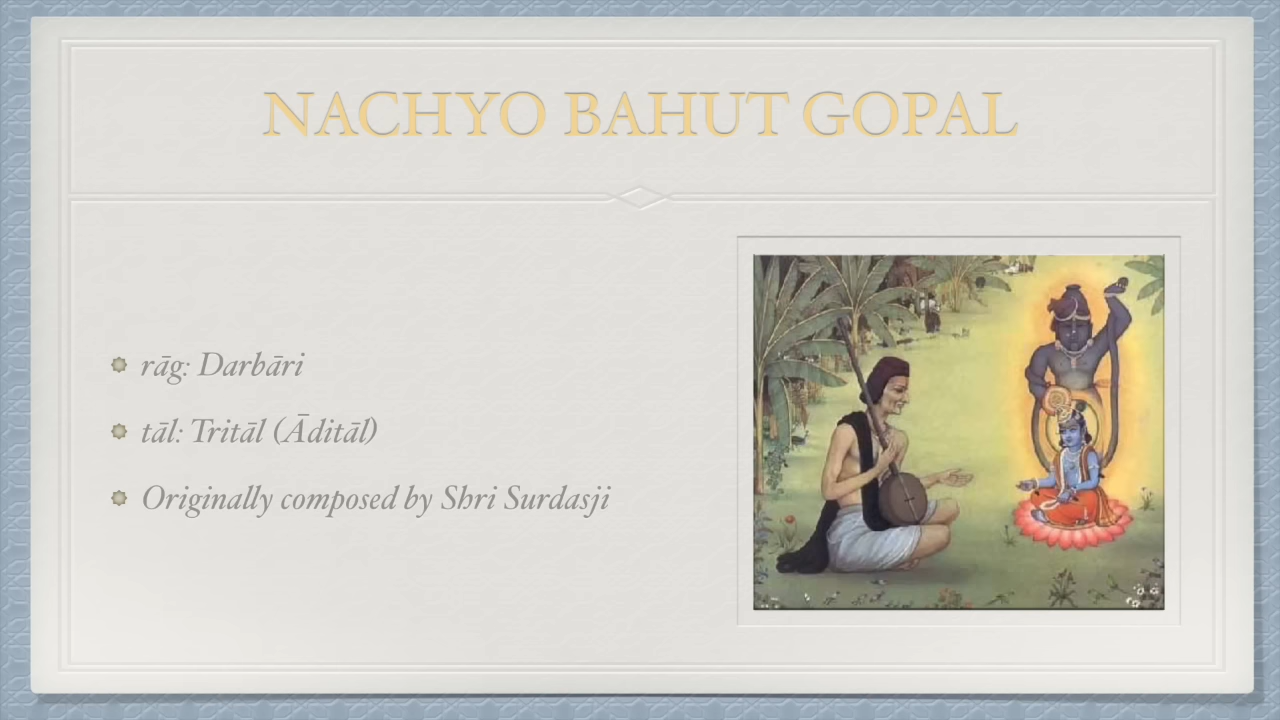 NACHYO BAHUT GOPAL
rāg: Darbāri
tāl: Tritāl (Āditāl)
Originally composed by Shri Surdasji